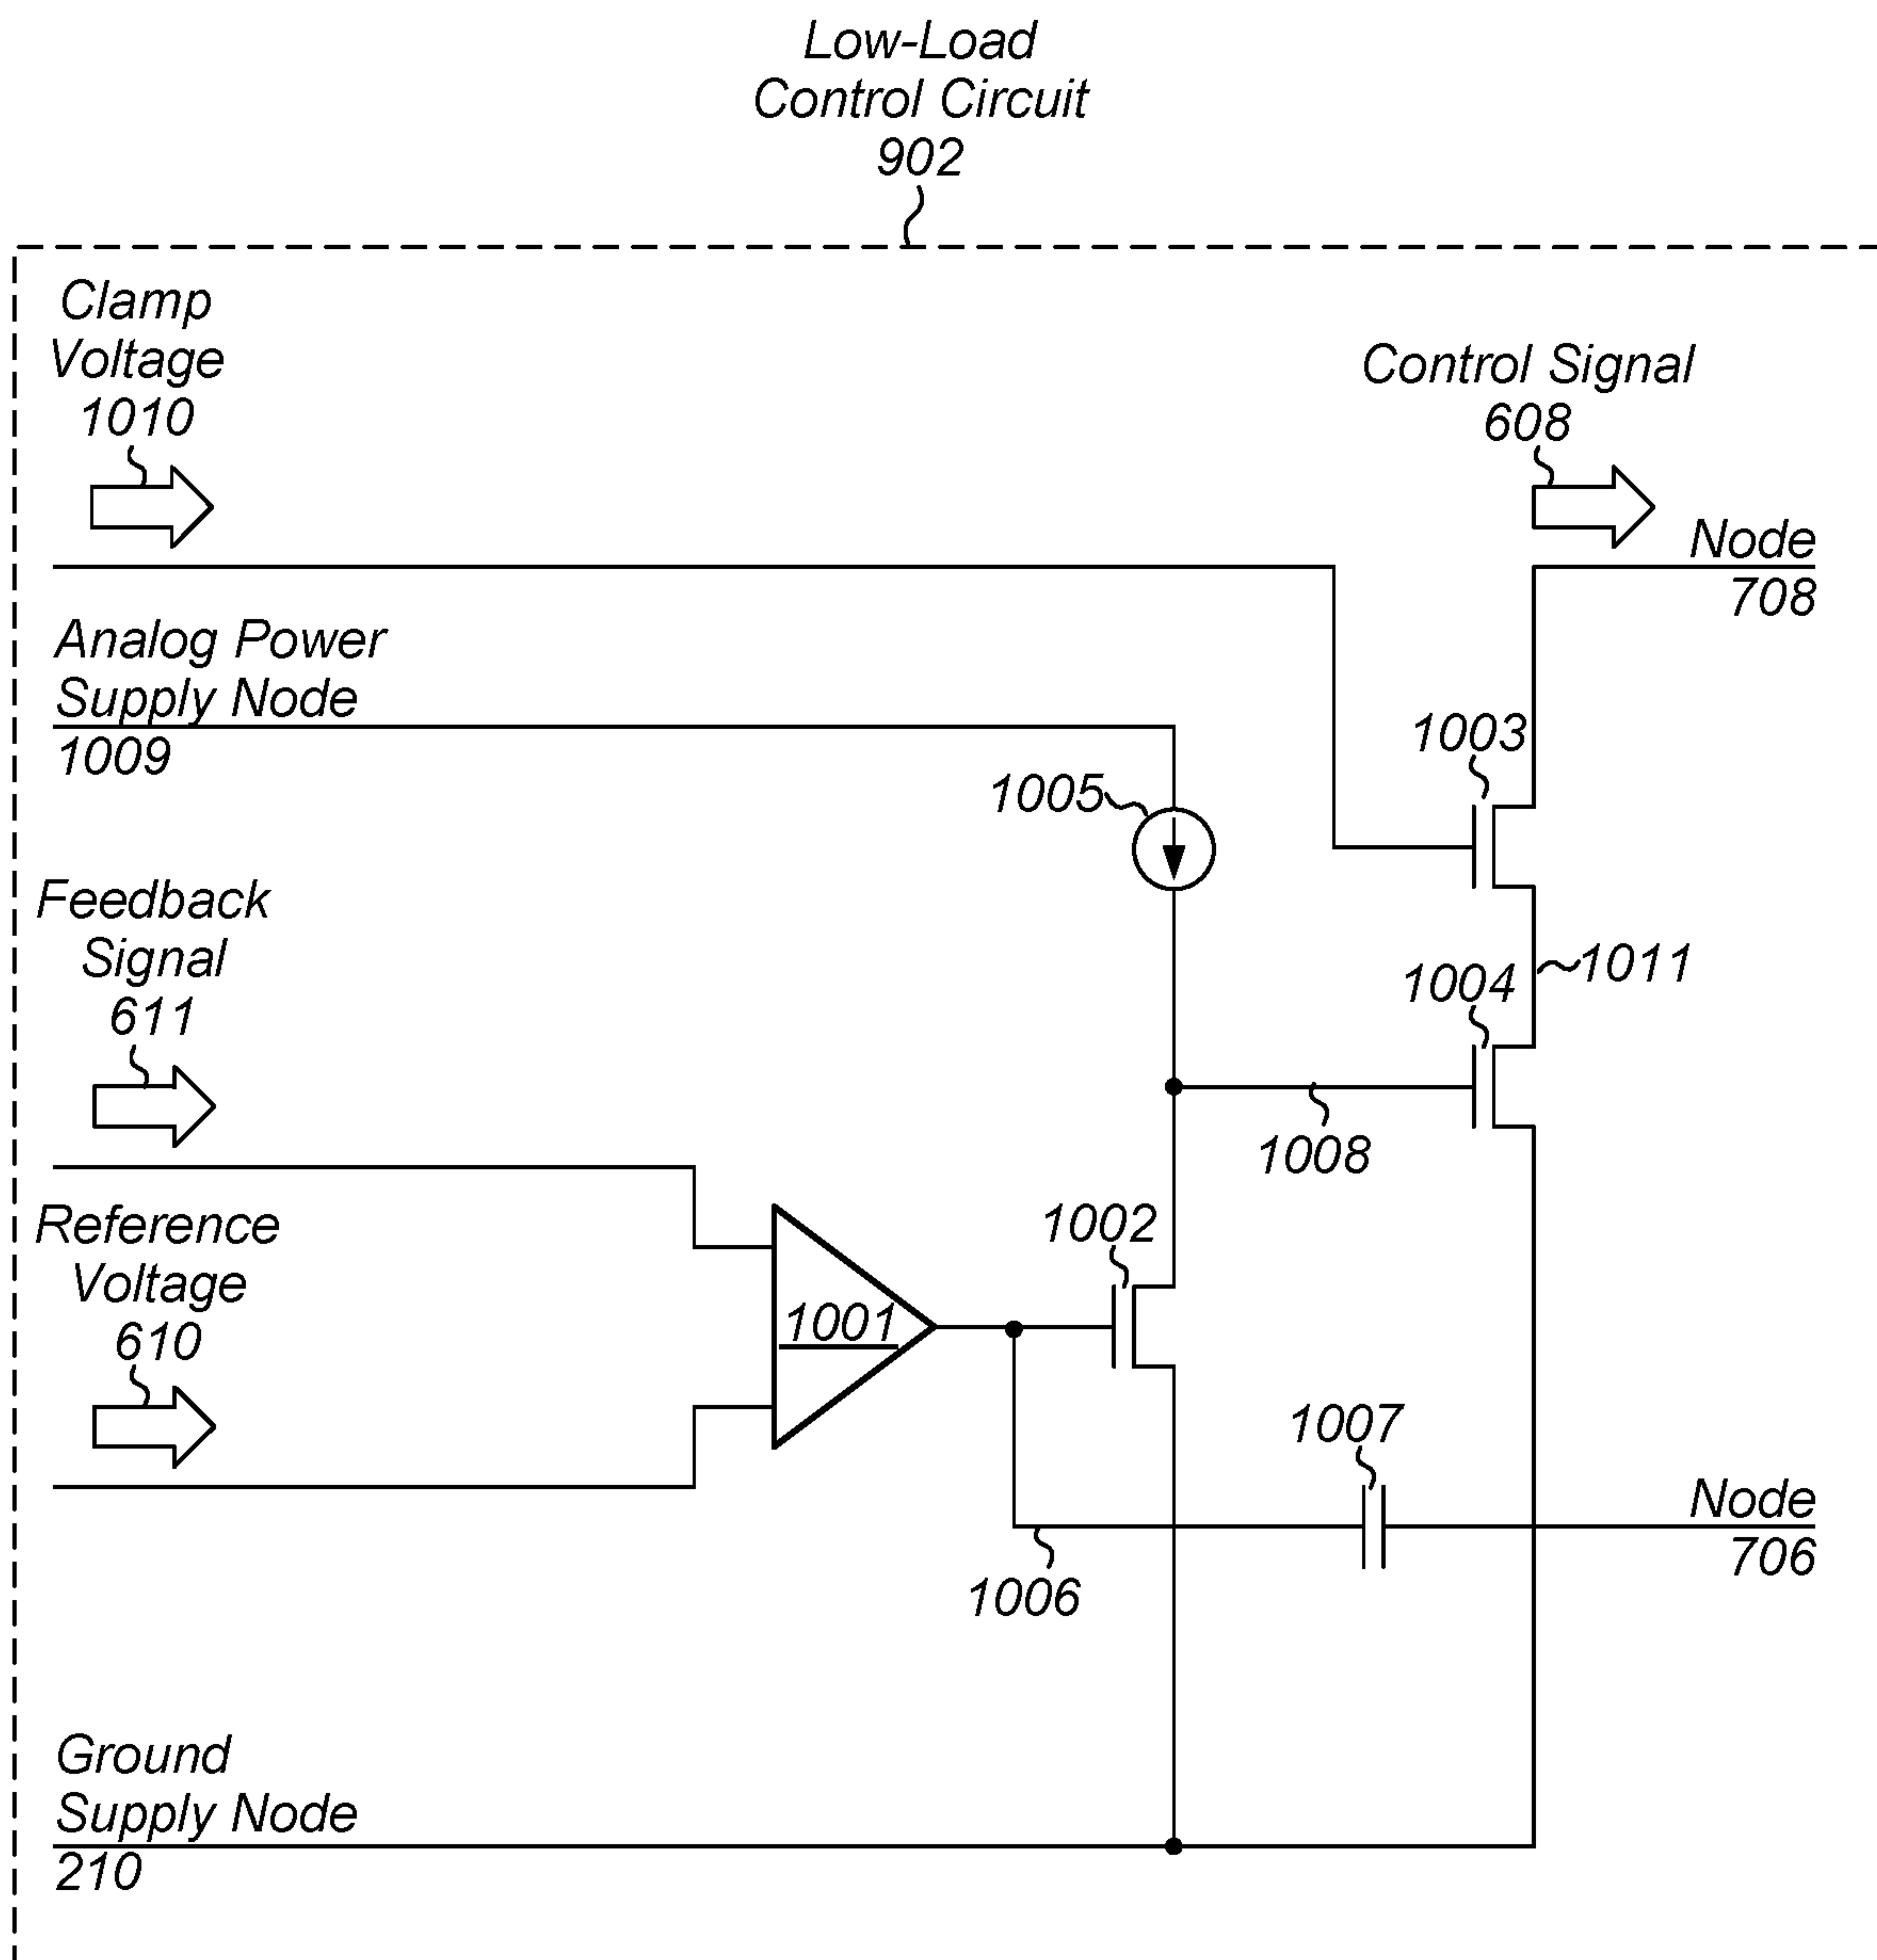 Low-Load
Control Circuit
902
Clamp
Voltage
1010
Control Signal
608
Node
708
Analog Power
Supply Node
1009
1003
1005
Feedback
Signal
611
1004
1011
1008
Reference
Voltage
610
1002
1001
1007
Node
706
1006
Ground
Supply Node
210